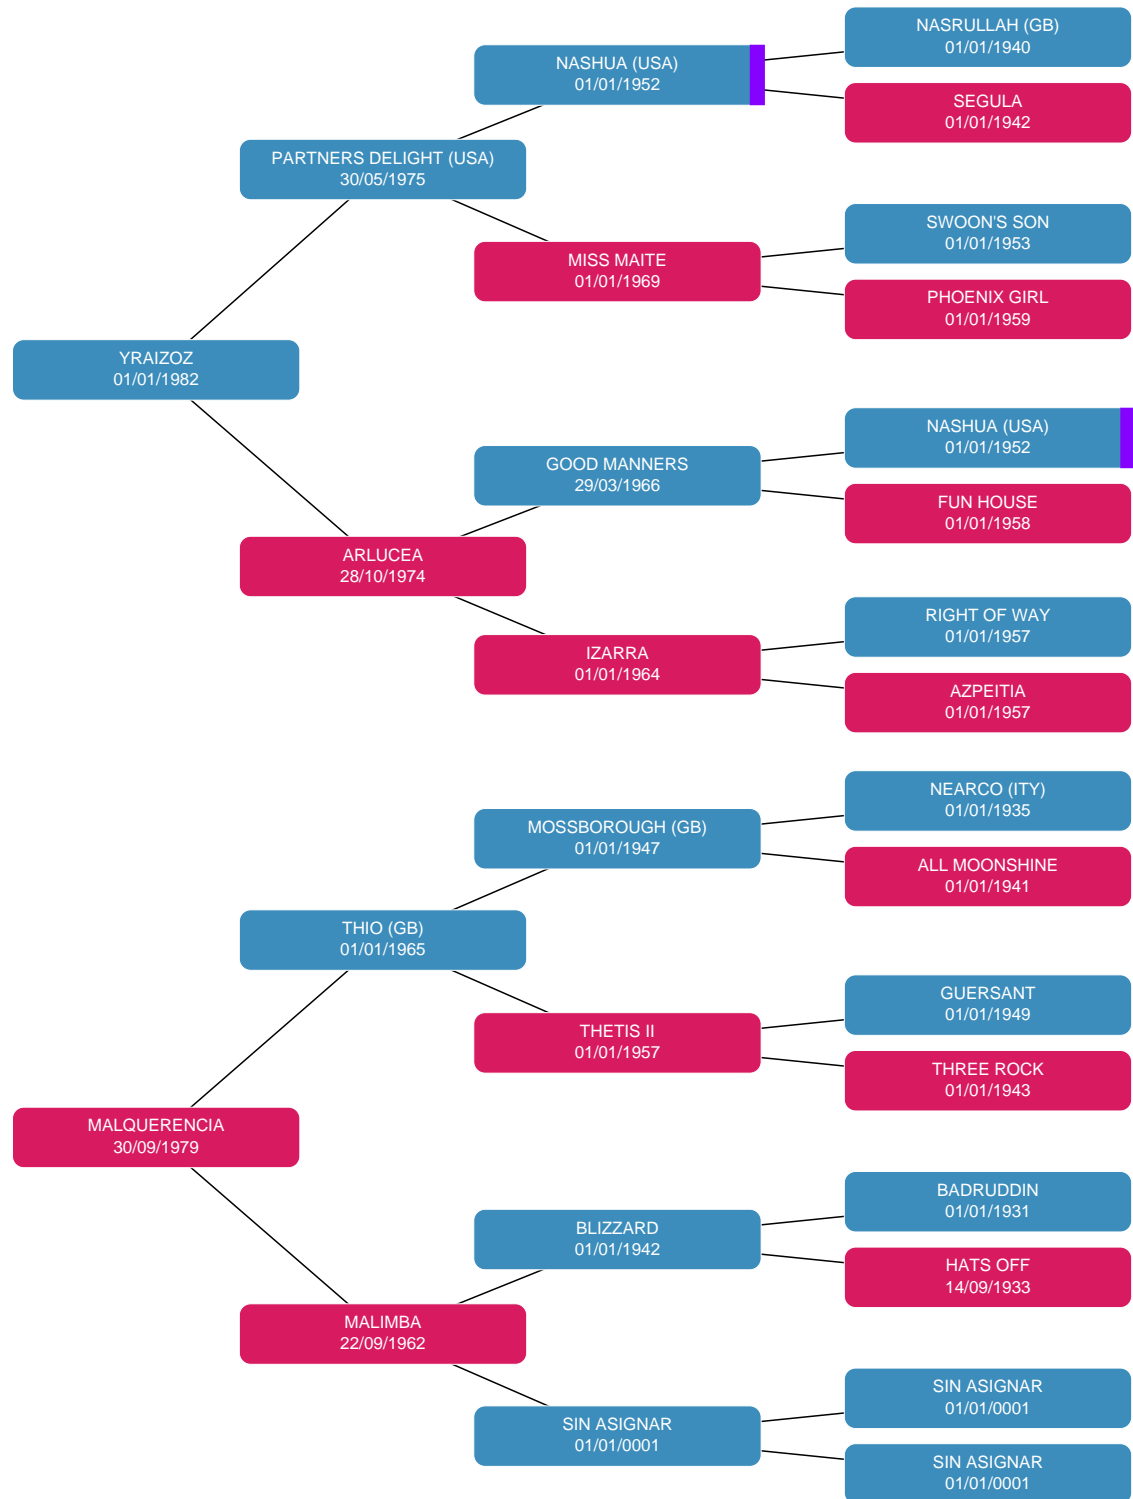 NASRULLAH (GB)
01/01/1940
NASHUA (USA)
01/01/1952
SEGULA
01/01/1942
PARTNERS DELIGHT (USA)
30/05/1975
SWOON'S SON
01/01/1953
MISS MAITE
01/01/1969
PHOENIX GIRL
01/01/1959
YRAIZOZ
01/01/1982
NASHUA (USA)
01/01/1952
GOOD MANNERS
29/03/1966
FUN HOUSE
01/01/1958
ARLUCEA
28/10/1974
RIGHT OF WAY
01/01/1957
IZARRA
01/01/1964
AZPEITIA
01/01/1957
NEARCO (ITY)
01/01/1935
MOSSBOROUGH (GB)
01/01/1947
ALL MOONSHINE
01/01/1941
THIO (GB)
01/01/1965
GUERSANT
01/01/1949
THETIS II
01/01/1957
THREE ROCK
01/01/1943
MALQUERENCIA
30/09/1979
BADRUDDIN
01/01/1931
BLIZZARD
01/01/1942
HATS OFF
14/09/1933
MALIMBA
22/09/1962
SIN ASIGNAR
01/01/0001
SIN ASIGNAR
01/01/0001
SIN ASIGNAR
01/01/0001